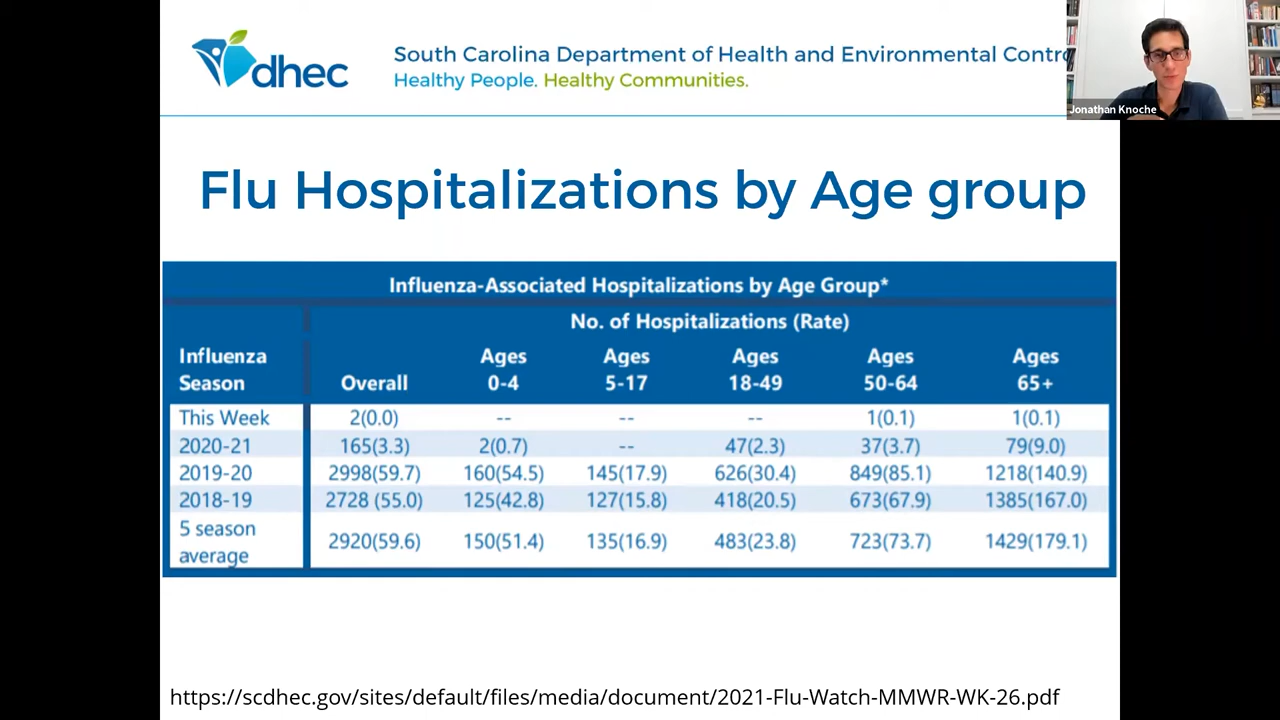 dhec
South Carolina Department of Health and Environmental Contro
Healthy People. Healthy Communities.
Jonathan Knoche
Flu Hospitalizations by Age group
Influenza-Associated Hospitalizations by Age Group*
No. of Hospitalizations (Rate)
Influenza Season Overall Ages 0-4 Ages 5-17 Ages 18-49 Ages 50-64 Ages 65+
This Week 2(0.0) -- -- -- 1(0.1) 1(0.1)
2020-21 165(3.3) 2(0.7) -- 47(2.3) 37(3.7) 79(9.0)
2019-20 2998(59.7) 160(54.5) 145(17.9) 626(30.4) 849(85.1) 1218(140.9)
2018-19 2728 (55.0) 125(42.8) 127(15.8) 418(20.5) 673(67.9) 1385(167.0)
5 season average 2920(59.6) 150(51.4) 135(16.9) 483(23.8) 723(73.7) 1429(179.1)
https://scdhec.gov/sites/default/files/media/document/2021-Flu-Watch-MMWR-WK-26.pdf